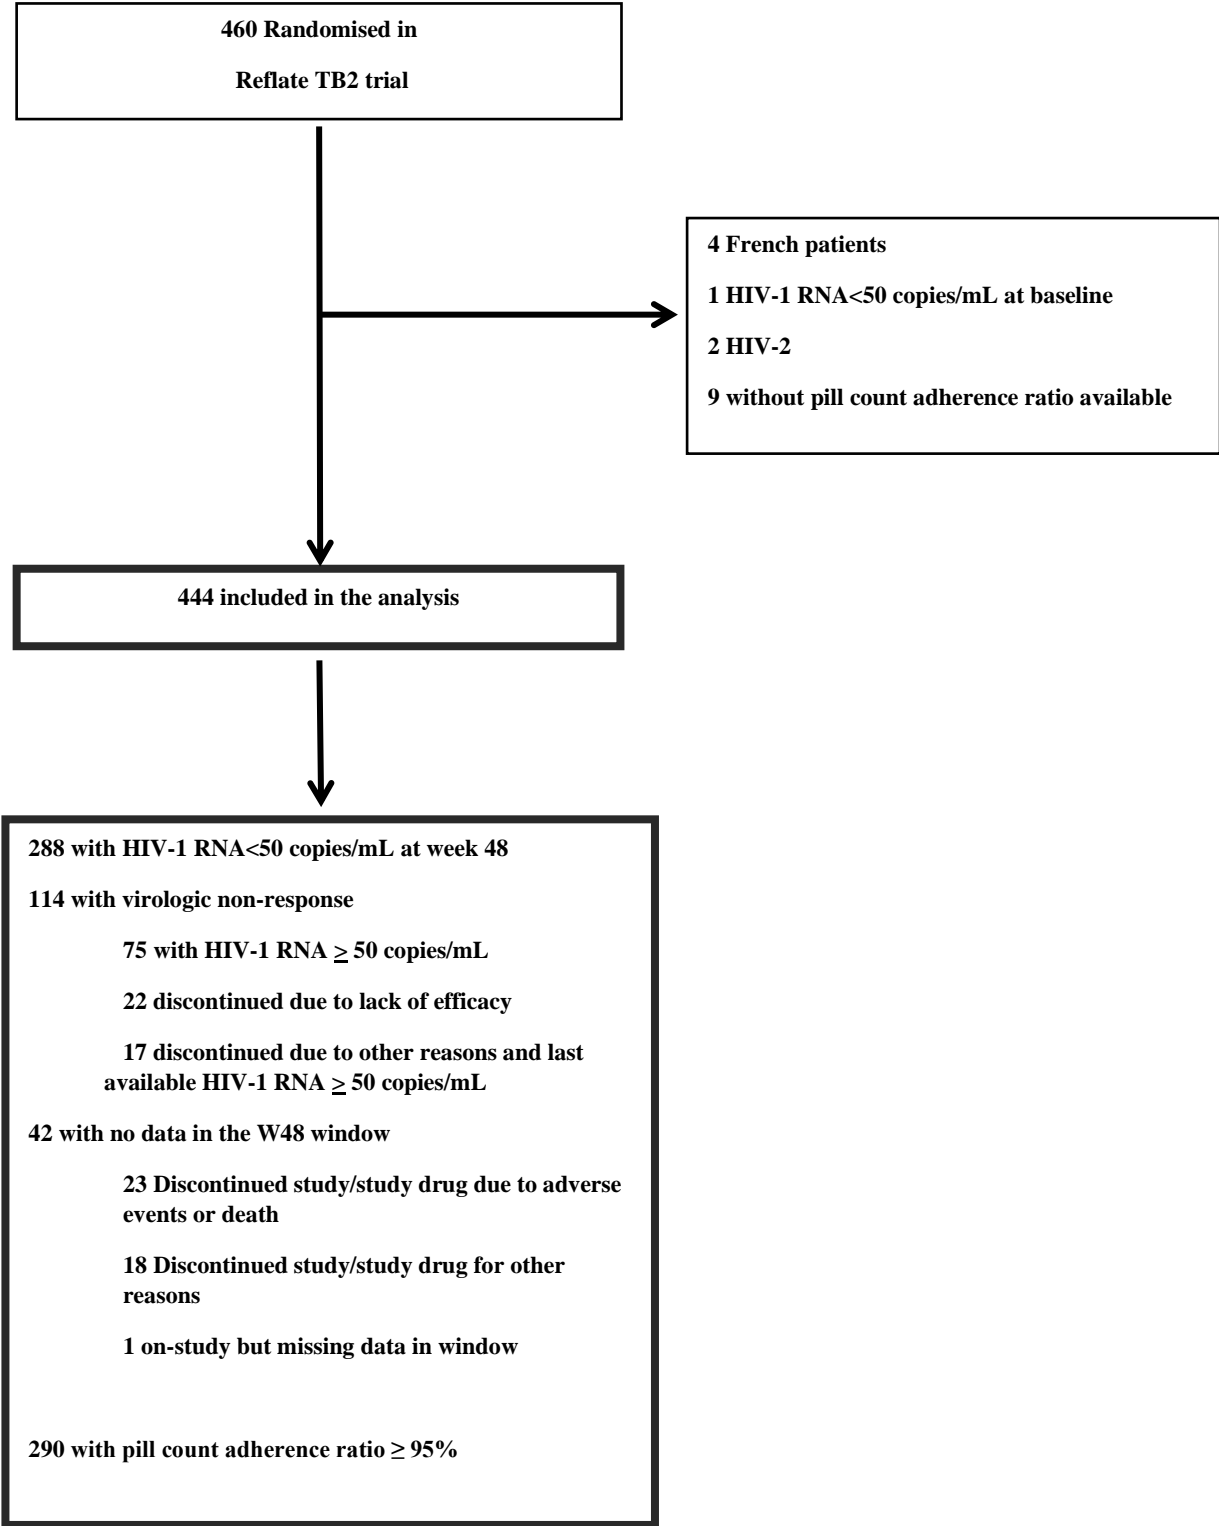 460 Randomised in
Reflate TB2 trial
4 French patients
1 HIV-1 RNA<50 copies/mL at baseline
2 HIV-2
9 without pill count adherence ratio available
444 included in the analysis
288 with HIV-1 RNA<50 copies/mL at week 48
114 with virologic non-response
75 with HIV-1 RNA ≥ 50 copies/mL
22 discontinued due to lack of efficacy
17 discontinued due to other reasons and last
available HIV-1 RNA ≥ 50 copies/mL
42 with no data in the W48 window
23 Discontinued study/study drug due to adverse
events or death
18 Discontinued study/study drug for other
reasons
1 on-study but missing data in window
290 with pill count adherence ratio ≥ 95%